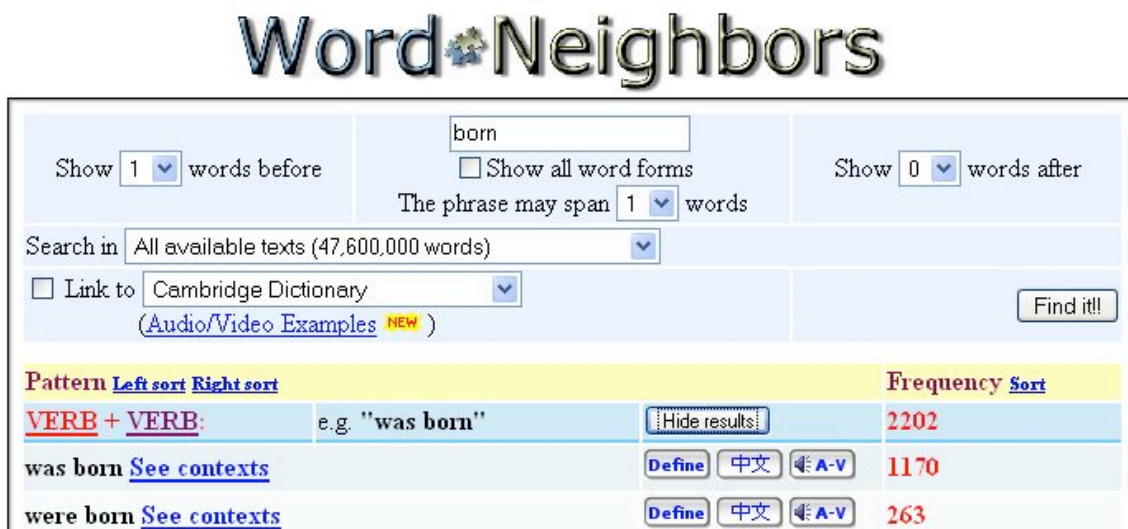 Word Neighbors
born
Show 1 words before
Show all word forms
Show 0 words after
The phrase may span 1 words
Search in All available texts (47,600,000 words)
Link to Cambridge Dictionary
(Audio/Video Examples NEW )
Find it!!
Pattern Left sort Right sort Frequency Sort
VERB + VERB: e.g. "was born" Hide results 2202
was born See contexts Define 中文 A-V 1170
were born See contexts Define 中文 A-V 263